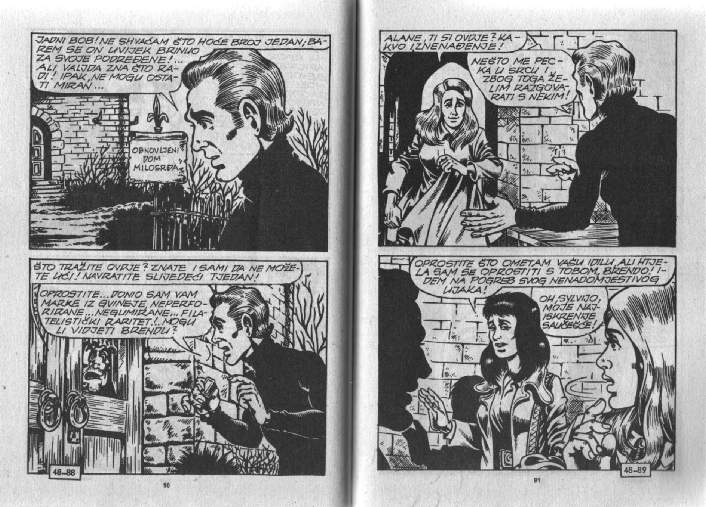 JADNI BOB! NE SHVAĆAM ŠTO HOĆE BROJ JEDAN; BA-
REM SE ON UVIJEK BRINUO
ZA SVOJE PODREĐENE!...
ALI VALJDA ZNA ŠTO RA-
DI! IPAK, NE MOGU OSTA-
TI MIRAN...
OBNOVLJENI
DOM
MILOSRĐA
ŠTO TRAŽITE OVDJE? ZNATE I SAMI DA NE MOŽE-
TE UĆI! NAVRATITE SLIJEDEĆI TJEDAN!
OPROSTITE... DONIO SAM VAM
MARKE IZ GVINEJE, NEPERFO-
RIRANE... NEGUMIRANE... FILA-
TELISTIČKI RARITET!. MOGU
LI VIDJETI BRENDU?
48-88
90
ALANE, TI SI OVDJE? KA-
KVO IZNENAĐENJE!
NEŠTO ME PEC-
KA U SRCU!
ZBOG TOGA ŽE-
LIM RAZGOVA-
RATI S NEKIM!
OPROSTITE ŠTO OMETAM VAŠU IDILU, ALI HTJE-
LA SAM SE OPROSTITI S TOBOM, BRENDO! I-
DEM NA POGREB SVOG NENADOMJESTIVOG
UJAKA!
OH, SYLVIJO,
MOJE NAJ-
ISKRENIJE
SAUČEŠĆE!
48-89
91